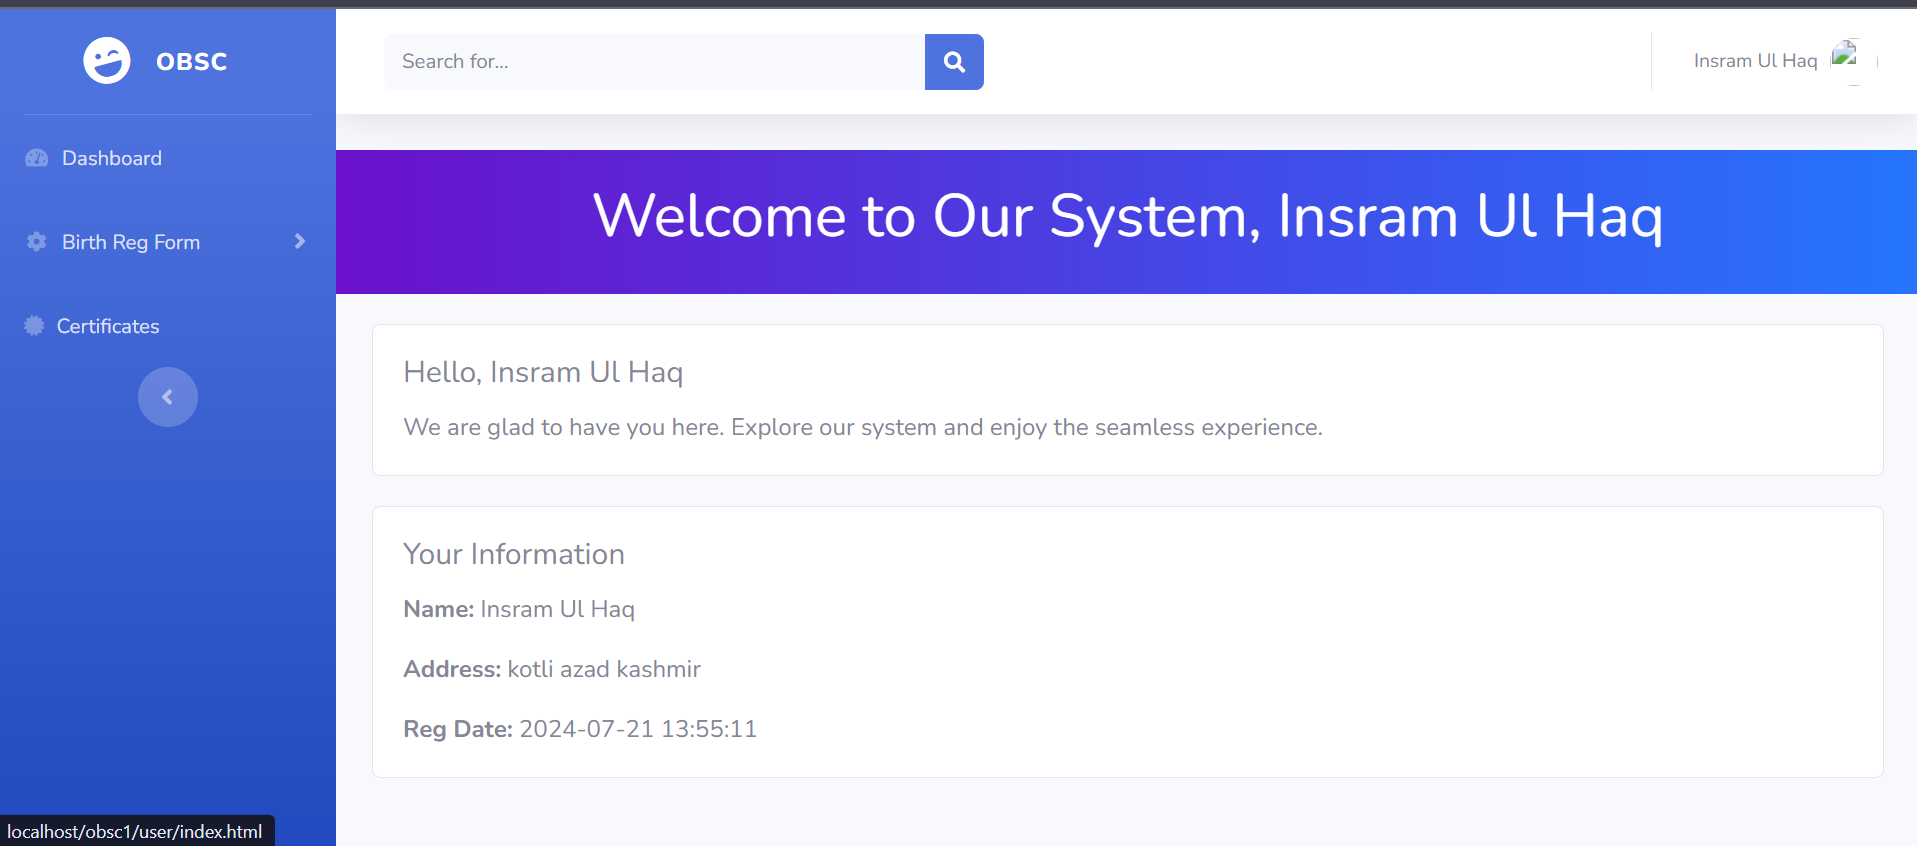 OBSC
Dashboard
Birth Reg Form
Certificates
Search for...
Insram Ul Haq
Welcome to Our System, Insram Ul Haq
Hello, Insram Ul Haq
We are glad to have you here. Explore our system and enjoy the seamless experience.
Your Information
Name: Insram Ul Haq
Address: kotli azad kashmir
Reg Date: 2024-07-21 13:55:11
localhost/obsc1/user/index.html